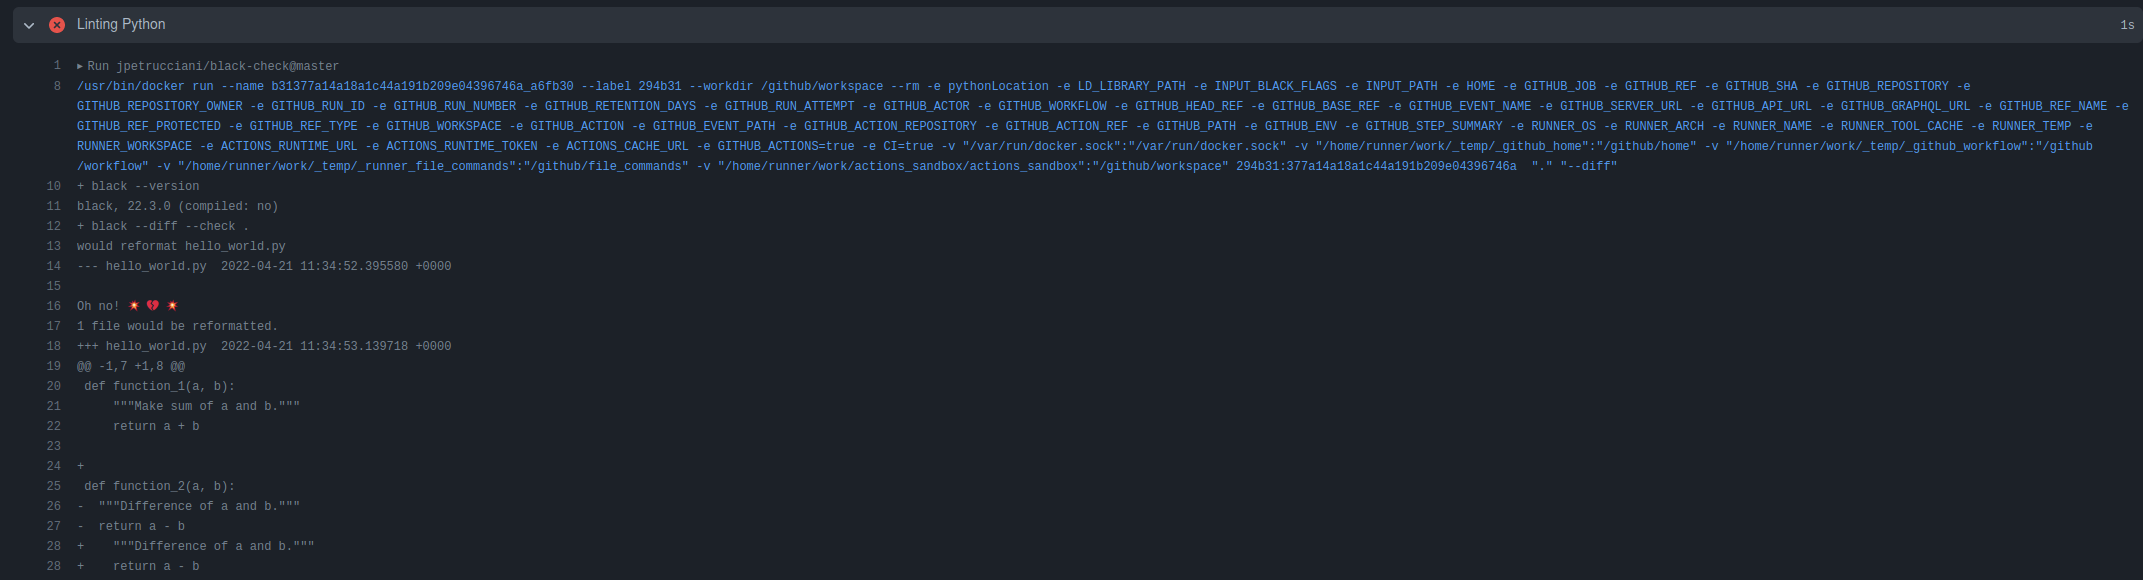 Linting Python 1s
1 ▸ Run jpetrucciani/black-check@master
8 /usr/bin/docker run --name b31377a14a18a1c44a191b209e04396746a_a6fb30 --label 294b31 --workdir /github/workspace --rm -e pythonLocation -e LD_LIBRARY_PATH -e INPUT_BLACK_FLAGS -e INPUT_PATH -e HOME -e GITHUB_JOB -e GITHUB_REF -e GITHUB_SHA -e GITHUB_REPOSITORY -e
GITHUB_REPOSITORY_OWNER -e GITHUB_RUN_ID -e GITHUB_RUN_NUMBER -e GITHUB_RETENTION_DAYS -e GITHUB_RUN_ATTEMPT -e GITHUB_ACTOR -e GITHUB_WORKFLOW -e GITHUB_HEAD_REF -e GITHUB_BASE_REF -e GITHUB_EVENT_NAME -e GITHUB_SERVER_URL -e GITHUB_API_URL -e GITHUB_GRAPHQL_URL -e GITHUB_REF_NAME -e
GITHUB_REF_PROTECTED -e GITHUB_REF_TYPE -e GITHUB_WORKSPACE -e GITHUB_ACTION -e GITHUB_EVENT_PATH -e GITHUB_ACTION_REPOSITORY -e GITHUB_ACTION_REF -e GITHUB_PATH -e GITHUB_ENV -e GITHUB_STEP_SUMMARY -e RUNNER_OS -e RUNNER_ARCH -e RUNNER_NAME -e RUNNER_TOOL_CACHE -e RUNNER_TEMP -e
RUNNER_WORKSPACE -e ACTIONS_RUNTIME_URL -e ACTIONS_RUNTIME_TOKEN -e ACTIONS_CACHE_URL -e GITHUB_ACTIONS=true -e CI=true -v "/var/run/docker.sock":"/var/run/docker.sock" -v "/home/runner/work/_temp/_github_home":"/github/home" -v "/home/runner/work/_temp/_github_workflow":"/github
/workflow" -v "/home/runner/work/_temp/_runner_file_commands":"/github/file_commands" -v "/home/runner/work/actions_sandbox/actions_sandbox":"/github/workspace" 294b31:377a14a18a1c44a191b209e04396746a  "." "--diff"
10 + black --version
11 black, 22.3.0 (compiled: no)
12 + black --diff --check .
13 would reformat hello_world.py
14 --- hello_world.py  2022-04-21 11:34:52.395580 +0000
15
16 Oh no! 💥 💔 💥
17 1 file would be reformatted.
18 +++ hello_world.py  2022-04-21 11:34:53.139718 +0000
19 @@ -1,7 +1,8 @@
20  def function_1(a, b):
21      """Make sum of a and b."""
22      return a + b
23
24 +
25  def function_2(a, b):
26 -  """Difference of a and b."""
27 -  return a - b
28 +    """Difference of a and b."""
28 +    return a - b